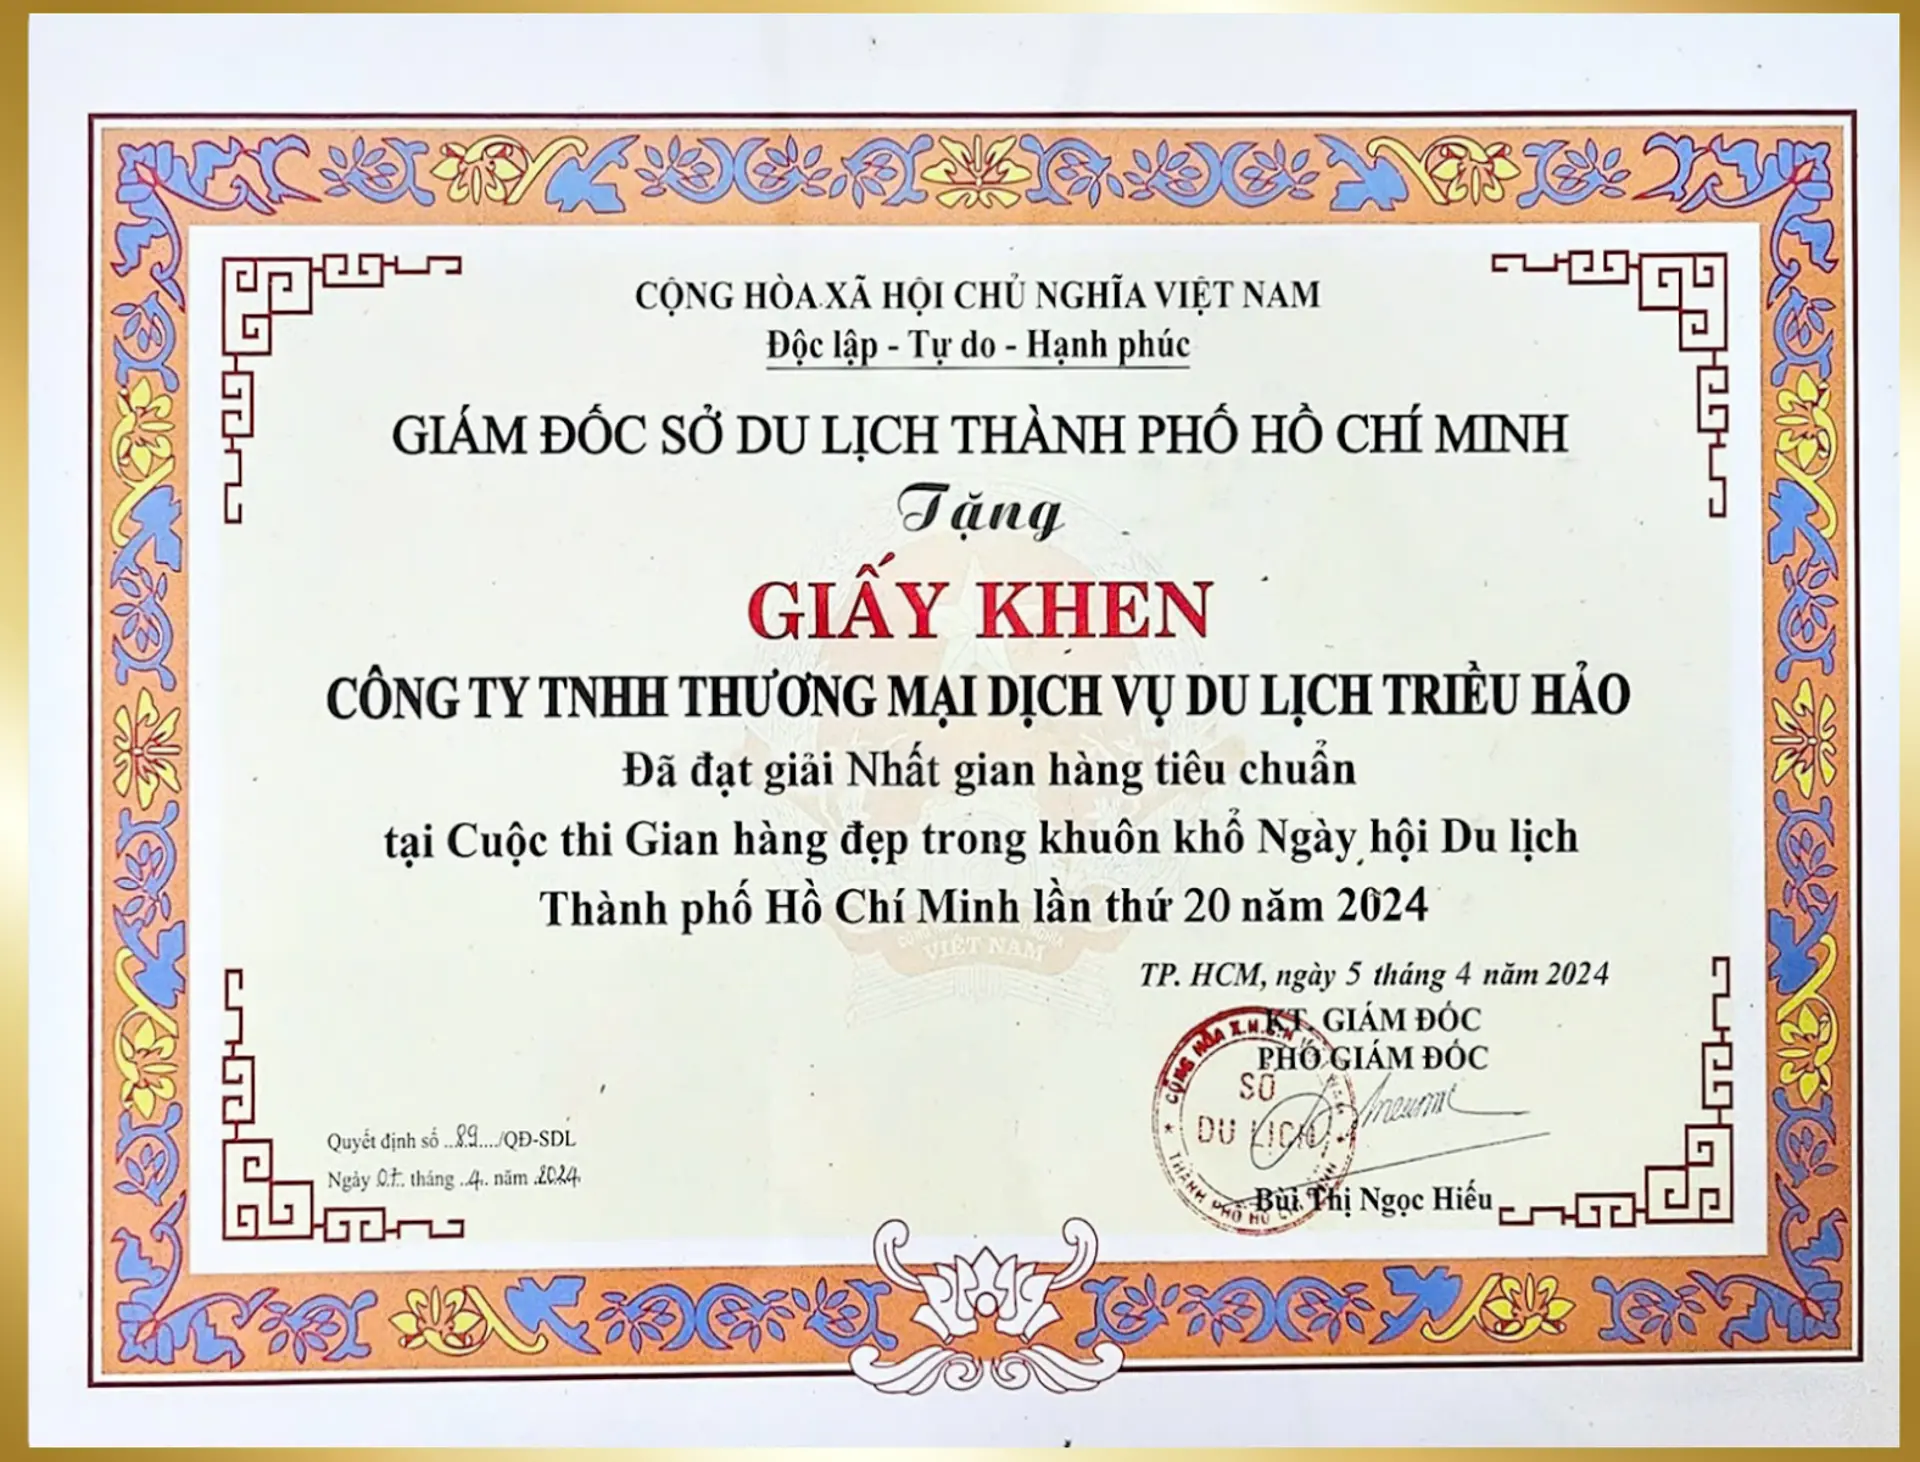 CỘNG HÒA XÃ HỘI CHỦ NGHĨA VIỆT NAM
Độc lập - Tự do - Hạnh phúc
GIÁM ĐỐC SỞ DU LỊCH THÀNH PHỐ HỒ CHÍ MINH
Tặng
GIẤY KHEN
CÔNG TY TNHH THƯƠNG MẠI DỊCH VỤ DU LỊCH TRIỀU HẢO
Đã đạt giải Nhất gian hàng tiêu chuẩn
tại Cuộc thi Gian hàng đẹp trong khuôn khổ Ngày hội Du lịch
Thành phố Hồ Chí Minh lần thứ 20 năm 2024
VIỆT NAM
TP. HCM, ngày 5 tháng 4 năm 2024
KT. GIÁM ĐỐC
PHÓ GIÁM ĐỐC
SỞ
DU LỊCH
Bùi Thị Ngọc Hiếu
Quyết định số ..89..../QĐ-SDL
Ngày tháng ..4.. năm .2024.